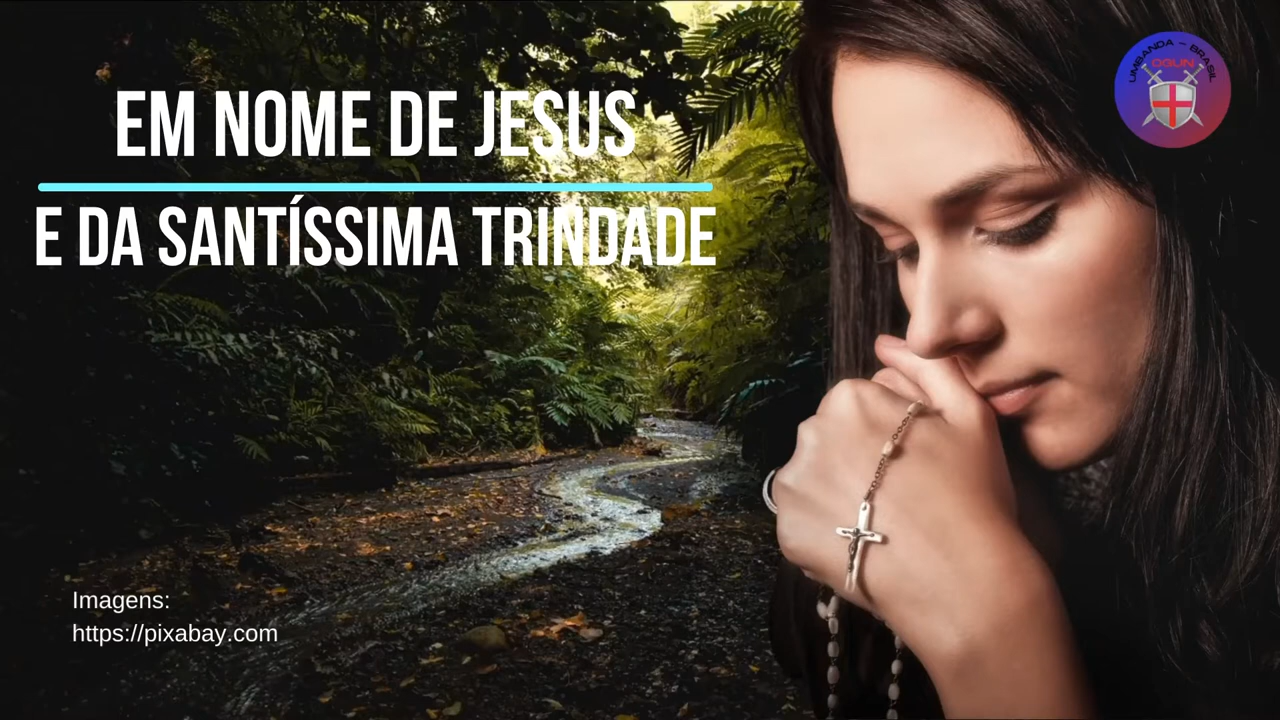 EM NOME DE JESUS
E DA SANTÍSSIMA TRINDADE
UMBANDA - BRASIL
OGUN
Imagens:
https://pixabay.com